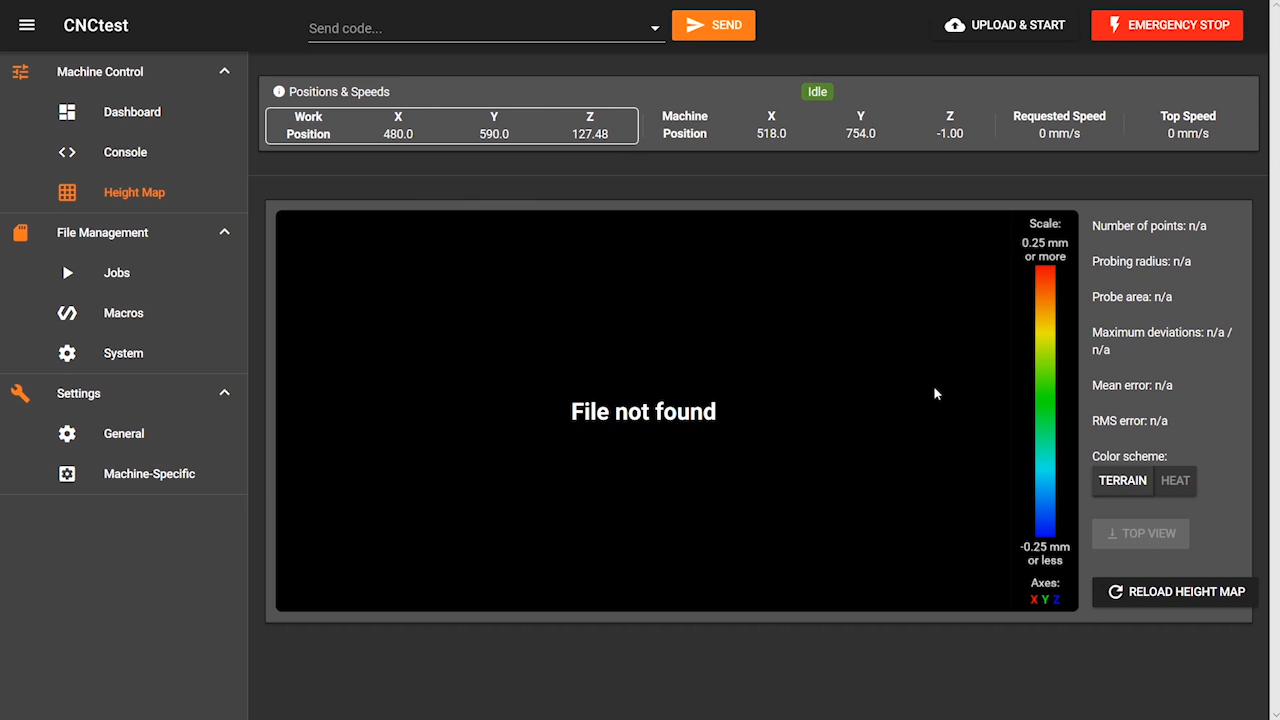 CNCtest
Send code...
SEND
UPLOAD & START
EMERGENCY STOP
Machine Control
Dashboard
Console
Height Map
File Management
Jobs
Macros
System
Settings
General
Machine-Specific
Positions & Speeds
Idle
Work Position
X
480.0
Y
590.0
Z
127.48
Machine Position
X
518.0
Y
754.0
Z
-1.00
Requested Speed
0 mm/s
Top Speed
0 mm/s
File not found
Scale:
0.25 mm
or more
-0.25 mm
or less
Axes:
X Y Z
Number of points: n/a
Probing radius: n/a
Probe area: n/a
Maximum deviations: n/a /
n/a
Mean error: n/a
RMS error: n/a
Color scheme:
TERRAIN
HEAT
TOP VIEW
RELOAD HEIGHT MAP